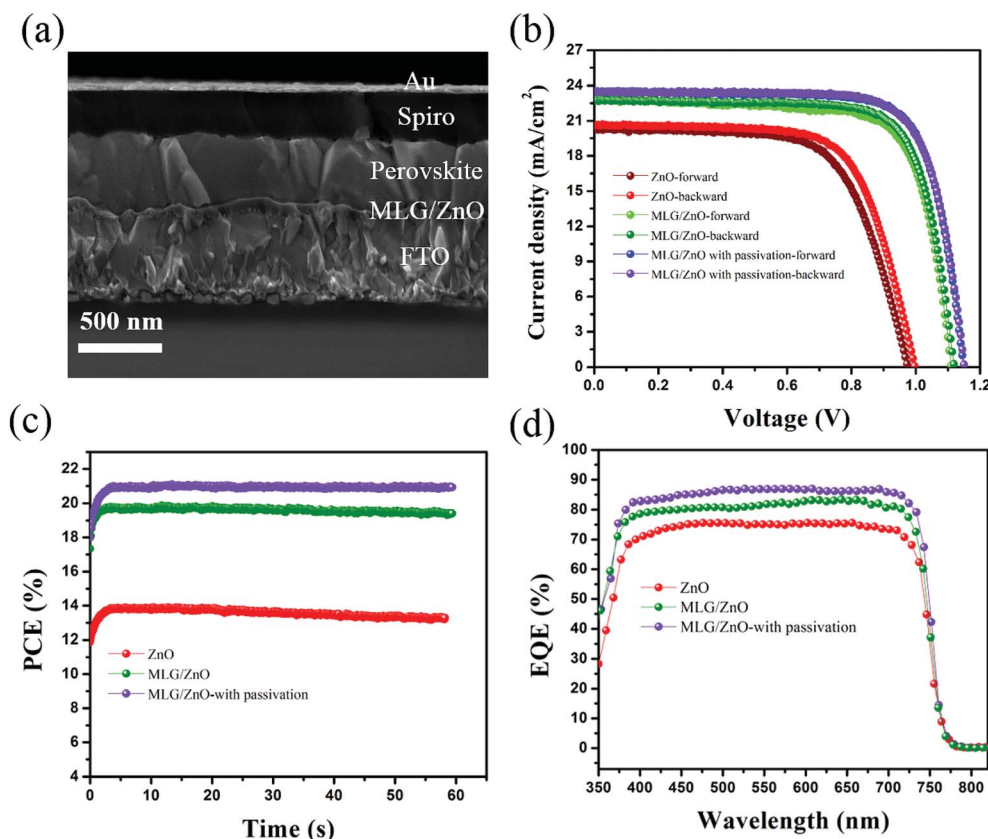 (a)
Au
Spiro
Perovskite
MLG/ZnO
FTO
500 nm
(b)
27
24
21
18
15
12
9
6
3
0
Current density (mA/cm²)
ZnO-forward
ZnO-backward
MLG/ZnO-forward
MLG/ZnO-backward
MLG/ZnO with passivation-forward
MLG/ZnO with passivation-backward
0.0 0.2 0.4 0.6 0.8 1.0 1.2
Voltage (V)
(c)
22
20
18
16
14
12
10
8
6
4
PCE (%)
ZnO
MLG/ZnO
MLG/ZnO-with passivation
0 10 20 30 40 50 60
Time (s)
(d)
100
90
80
70
60
50
40
30
20
10
0
EQE (%)
ZnO
MLG/ZnO
MLG/ZnO-with passivation
350 400 450 500 550 600 650 700 750 800
Wavelength (nm)